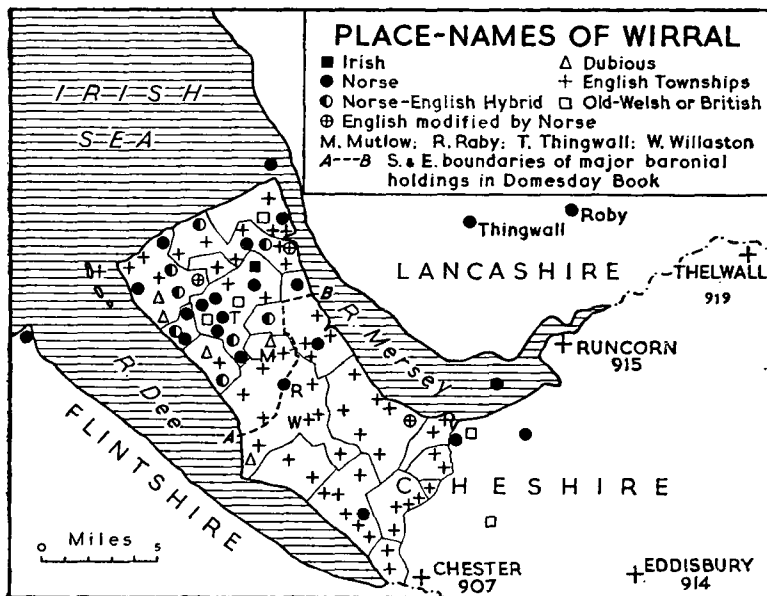 PLACE-NAMES OF WIRRAL
Irish
Norse
Norse-English Hybrid
English modified by Norse
Dubious
English Townships
Old-Welsh or British
M. Mutlow; R. Raby; T. Thingwall; W. Willaston
A---B S. & E. boundaries of major baronial
holdings in Domesday Book
IRISH
SEA
Roby
Thingwall
LANCASHIRE
THELWALL
919
B
R. Mersey
RUNCORN
915
T
M
R
W
A
R. Dee
FLINTSHIRE
CHESHIRE
Miles
0 5
CHESTER
907
EDDISBURY
914